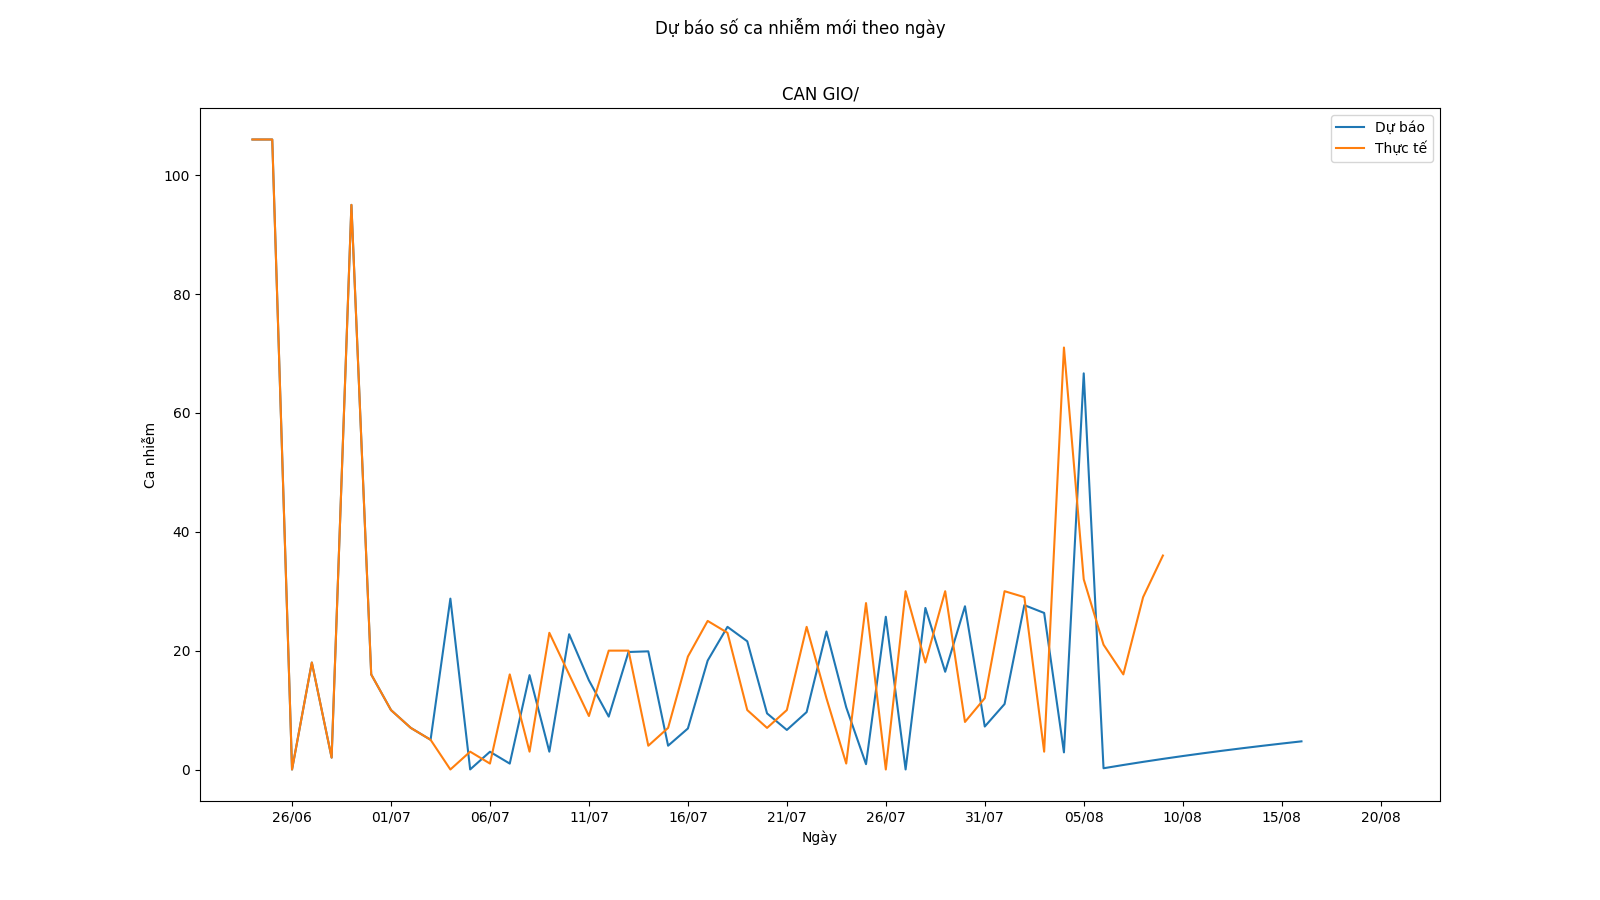 Dự báo số ca nhiễm mới theo ngày
CAN GIO/
Dự báo
Thực tế
100
80
60
40
20
0
Ca nhiễm
26/06 01/07 06/07 11/07 16/07 21/07 26/07 31/07 05/08 10/08 15/08 20/08
Ngày